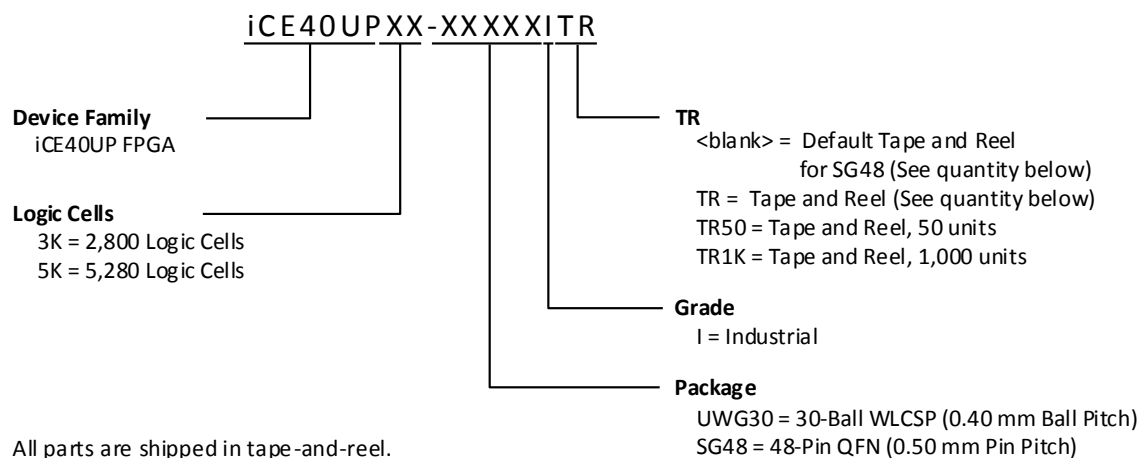 iCE40UPXX-XXXXXITR
Device Family
iCE40UP FPGA
Logic Cells
3K = 2,800 Logic Cells
5K = 5,280 Logic Cells
TR
<blank> = Default Tape and Reel
for SG48 (See quantity below)
TR = Tape and Reel (See quantity below)
TR50 = Tape and Reel, 50 units
TR1K = Tape and Reel, 1,000 units
Grade
I = Industrial
Package
UWG30 = 30-Ball WLCSP (0.40 mm Ball Pitch)
SG48 = 48-Pin QFN (0.50 mm Pin Pitch)
All parts are shipped in tape-and-reel.